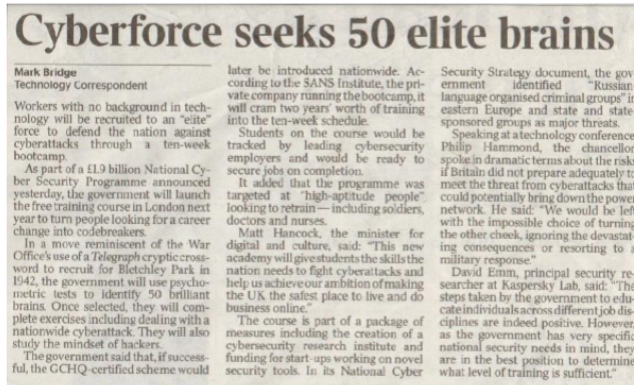 Cyberforce seeks 50 elite brains
Mark Bridge
Technology Correspondent
Workers with no background in tech-
nology will be recruited to an “elite”
force to defend the nation against
cyberattacks through a ten-week
bootcamp.
As part of a £1.9 billion National Cy-
ber Security Programme announced
yesterday, the government will launch
the free training course in London next
year to turn people looking for a career
change into codebreakers.
In a move reminiscent of the War
Office’s use of a Telegraph cryptic cross-
word to recruit for Bletchley Park in
1942, the government will use psycho-
metric tests to identify 50 brilliant
brains. Once selected, they will com-
plete exercises including dealing with a
nationwide cyberattack. They will also
study the mindset of hackers.
The government said that, if success-
ful, the GCHQ-certified scheme would
later be introduced nationwide. Ac-
cording to the SANS Institute, the pri-
vate company running the bootcamp, it
will cram two years’ worth of training
into the ten-week schedule.
Students on the course would be
tracked by leading cybersecurity
employers and would be ready to
secure jobs on completion.
It added that the programme was
targeted at “high-aptitude people”
looking to retrain — including soldiers,
doctors and nurses.
Matt Hancock, the minister for
digital and culture, said: “This new
academy will give students the skills the
nation needs to fight cyberattacks and
help us achieve our ambition of making
the UK the safest place to live and do
business online.”
The course is part of a package of
measures including the creation of a
cybersecurity research institute and
funding for start-ups working on novel
security tools. In its National Cyber
Security Strategy document, the gov
ernment identified “Russian-
language organised criminal groups” in
eastern Europe and state and state-
sponsored groups as major threats.
Speaking at a technology conference
Philip Hammond, the chancellor
spoke in dramatic terms about the risks
if Britain did not prepare adequately to
meet the threat from cyberattacks that
could potentially bring down the power
network. He said: “We would be left
with the impossible choice of turning
the other cheek, ignoring the devastat-
ing consequences or resorting to a
military response.”
David Emm, principal security re-
searcher at Kaspersky Lab, said: “The
steps taken by the government to edu-
cate individuals across different job dis-
ciplines are indeed positive. However,
as the government has very specific
national security needs in mind, they
are in the best position to determine
what level of training is sufficient.”